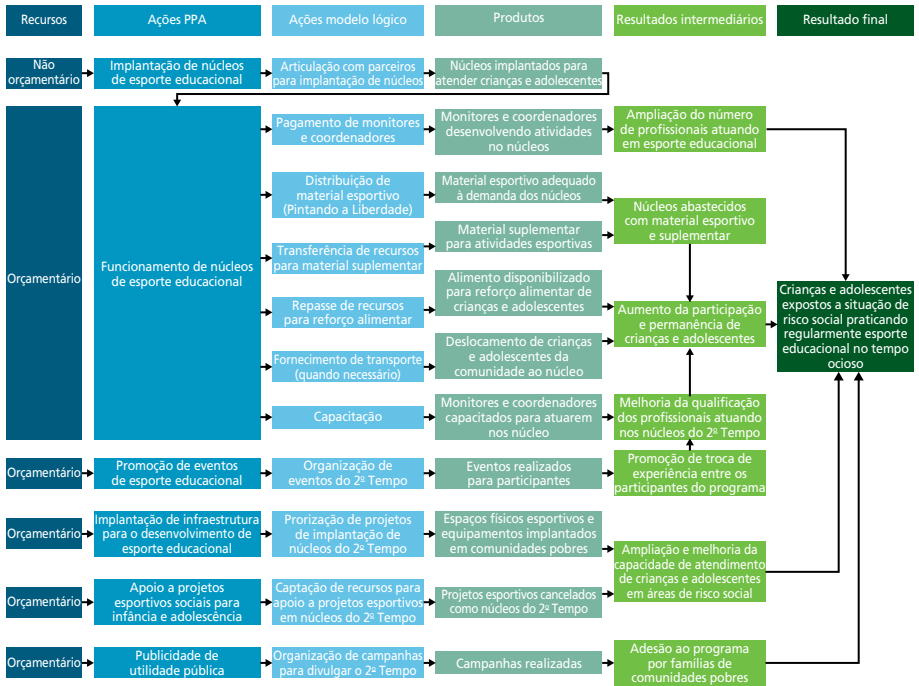 Recursos
Ações PPA
Ações modelo lógico
Produtos
Resultados intermediários
Resultado final
Não
orçamentário
Implantação de núcleos
de esporte educacional
Articulação com parceiros
para implantação de núcleos
Núcleos implantados para
atender crianças e adolescentes
Orçamentário
Funcionamento de núcleos
de esporte educacional
Pagamento de monitores
e coordenadores
Monitores e coordenadores
desenvolvendo atividades
no núcleos
Ampliação do número
de profissionais atuando
em esporte educacional
Distribuição de
material esportivo
(Pintando a Liberdade)
Material esportivo adequado
à demanda dos núcleos
Núcleos abastecidos
com material esportivo
e suplementar
Transferência de recursos
para material suplementar
Material suplementar
para atividades esportivas
Repasse de recursos
para reforço alimentar
Alimento disponibilizado
para reforço alimentar de
crianças e adolescentes
Aumento da participação
e permanência de
crianças e adolescentes
Crianças e adolescentes
expostos a situação de
risco social praticando
regularmente esporte
educacional no tempo
ocioso
Fornecimento de transporte
(quando necessário)
Deslocamento de crianças
e adolescentes da
comunidade ao núcleo
Capacitação
Monitores e coordenadores
capacitados para atuarem
nos núcleo
Melhoria da qualificação
dos profissionais atuando
nos núcleos do 2º Tempo
Orçamentário
Promoção de eventos
de esporte educacional
Organização de
eventos do 2º Tempo
Eventos realizados
para participantes
Promoção de troca de
experiência entre os
participantes do programa
Orçamentário
Implantação de infraestrutura
para o desenvolvimento de
esporte educacional
Prorização de projetos
de implantação de
núcleos do 2º Tempo
Espaços físicos esportivos e
equipamentos implantados
em comunidades pobres
Ampliação e melhoria da
capacidade de atendimento
de crianças e adolescentes
em áreas de risco social
Orçamentário
Apoio a projetos
esportivos sociais para
infância e adolescência
Captação de recursos para
apoio a projetos esportivos
em núcleos do 2º Tempo
Projetos esportivos cancelados
como núcleos do 2º Tempo
Orçamentário
Publicidade de
utilidade pública
Organização de campanhas
para divulgar o 2º Tempo
Campanhas realizadas
Adesão ao programa
por famílias de
comunidades pobres